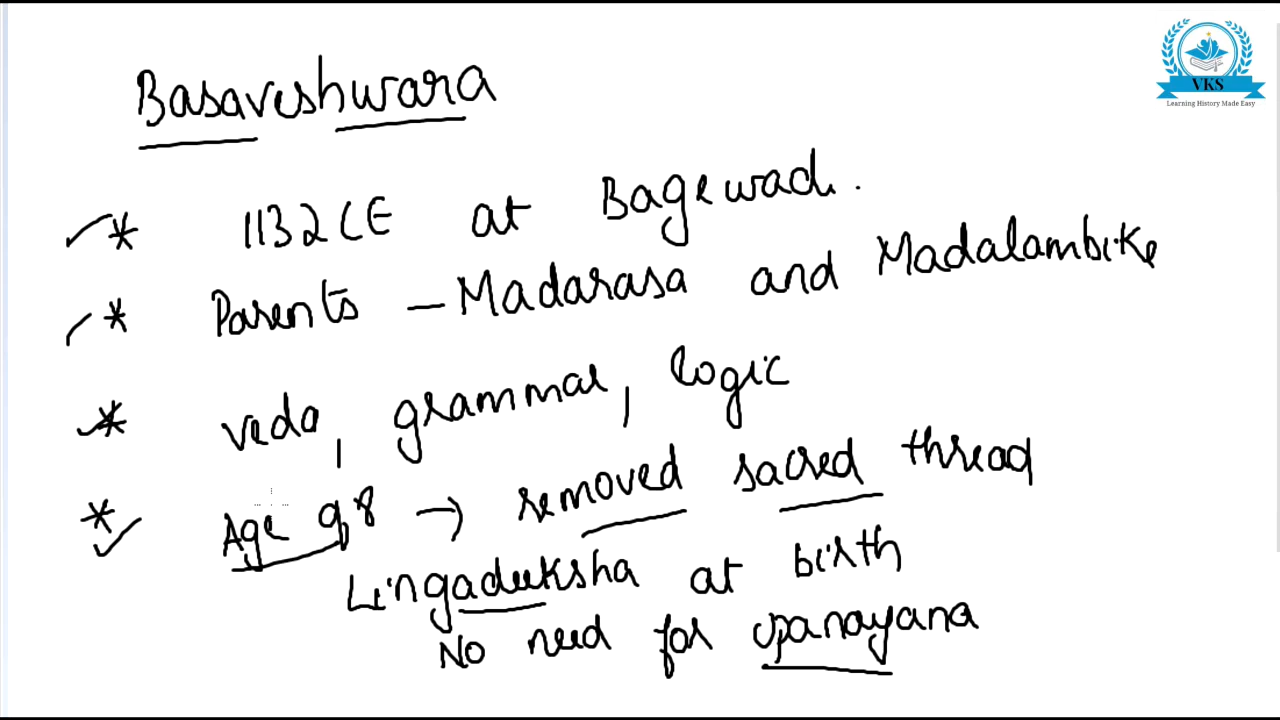 Basaveshwara
VKS
Learning History Made Easy
* 1132 CE at Bagewadi.
* Parents - Madarasa and Madalambike
* veda, grammar, logic
* Age of 8 → removed sacred thread
Lingadeeksha at birth
No need for upanayana